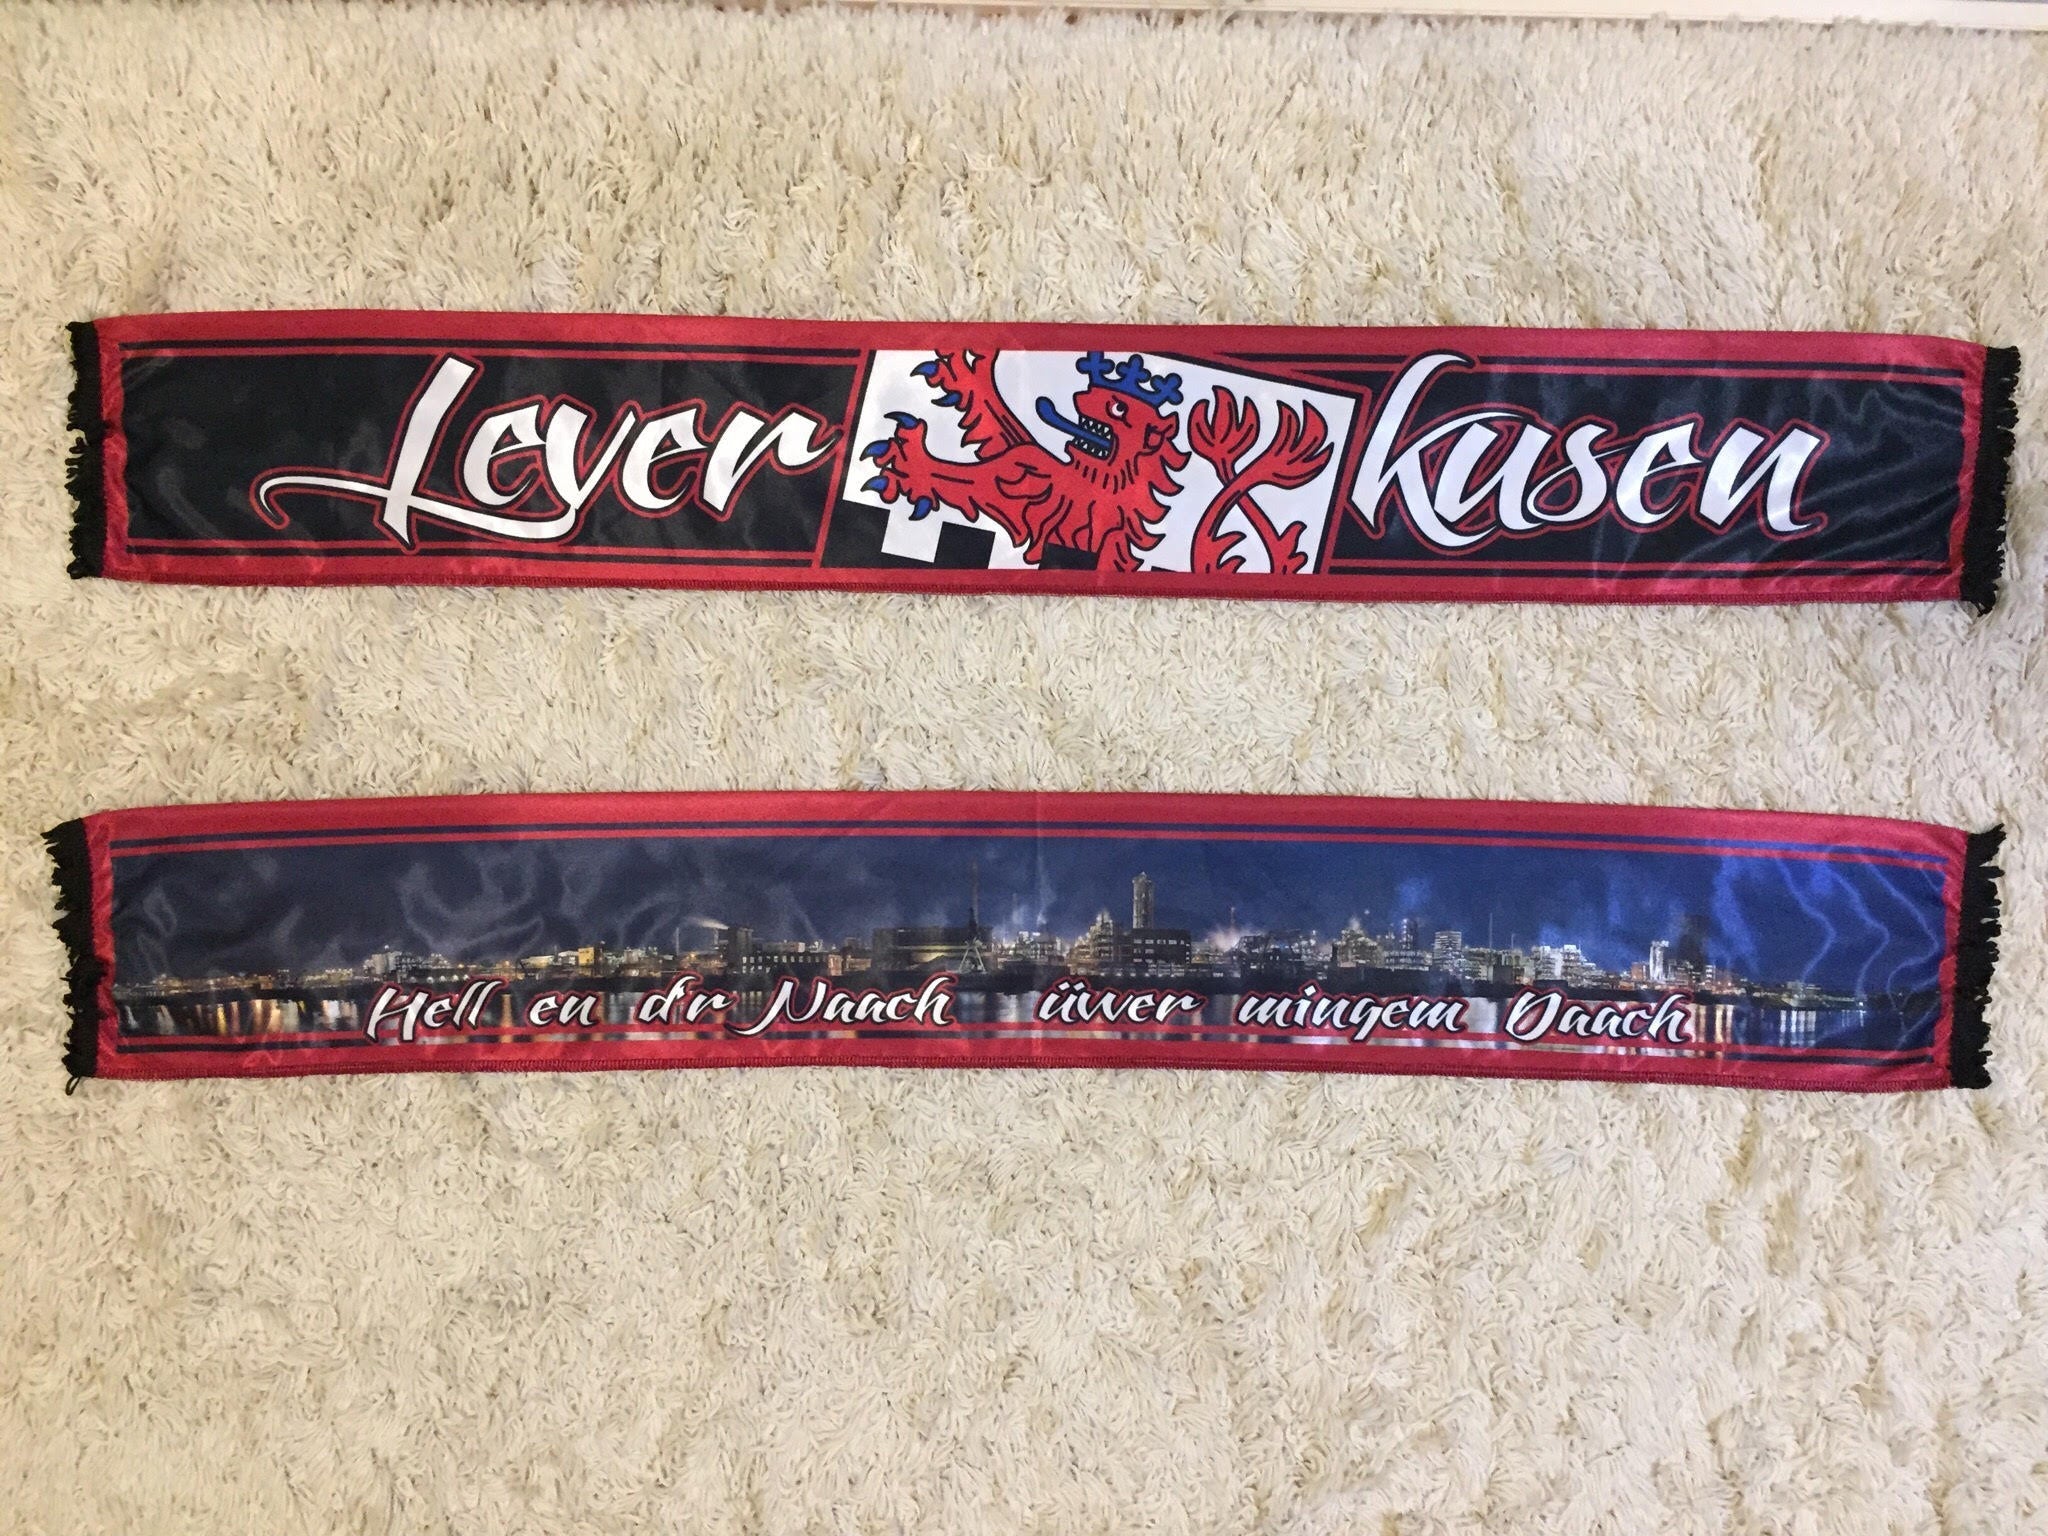 Leverkusen
Hell en d'r Naach üwer mingem Daach